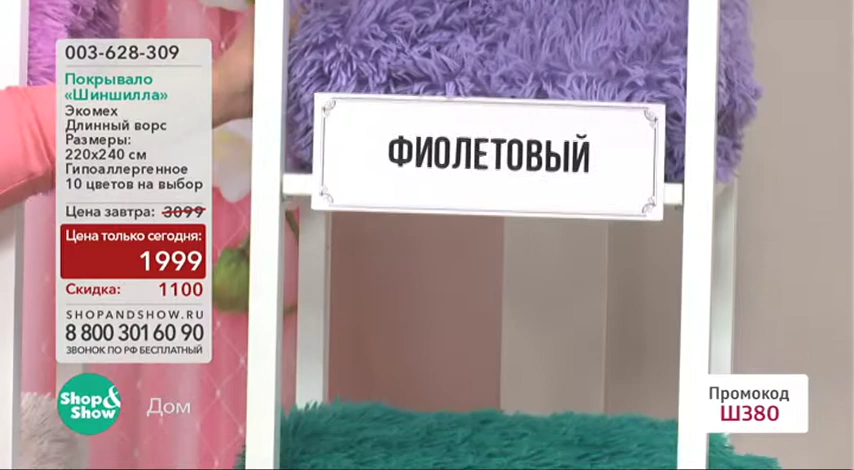 003-628-309
Покрывало
«Шиншилла»
Экомех
Длинный ворс
Размеры:
220х240 см
Гипоаллергенное
10 цветов на выбор
Цена завтра: 3099
Цена только сегодня:
1999
Скидка: 1100
SHOPANDSHOW.RU
8 800 301 60 90
ЗВОНОК ПО РФ БЕСПЛАТНЫЙ
Shop&
Show
Дом
ФИОЛЕТОВЫЙ
Промокод
Ш380